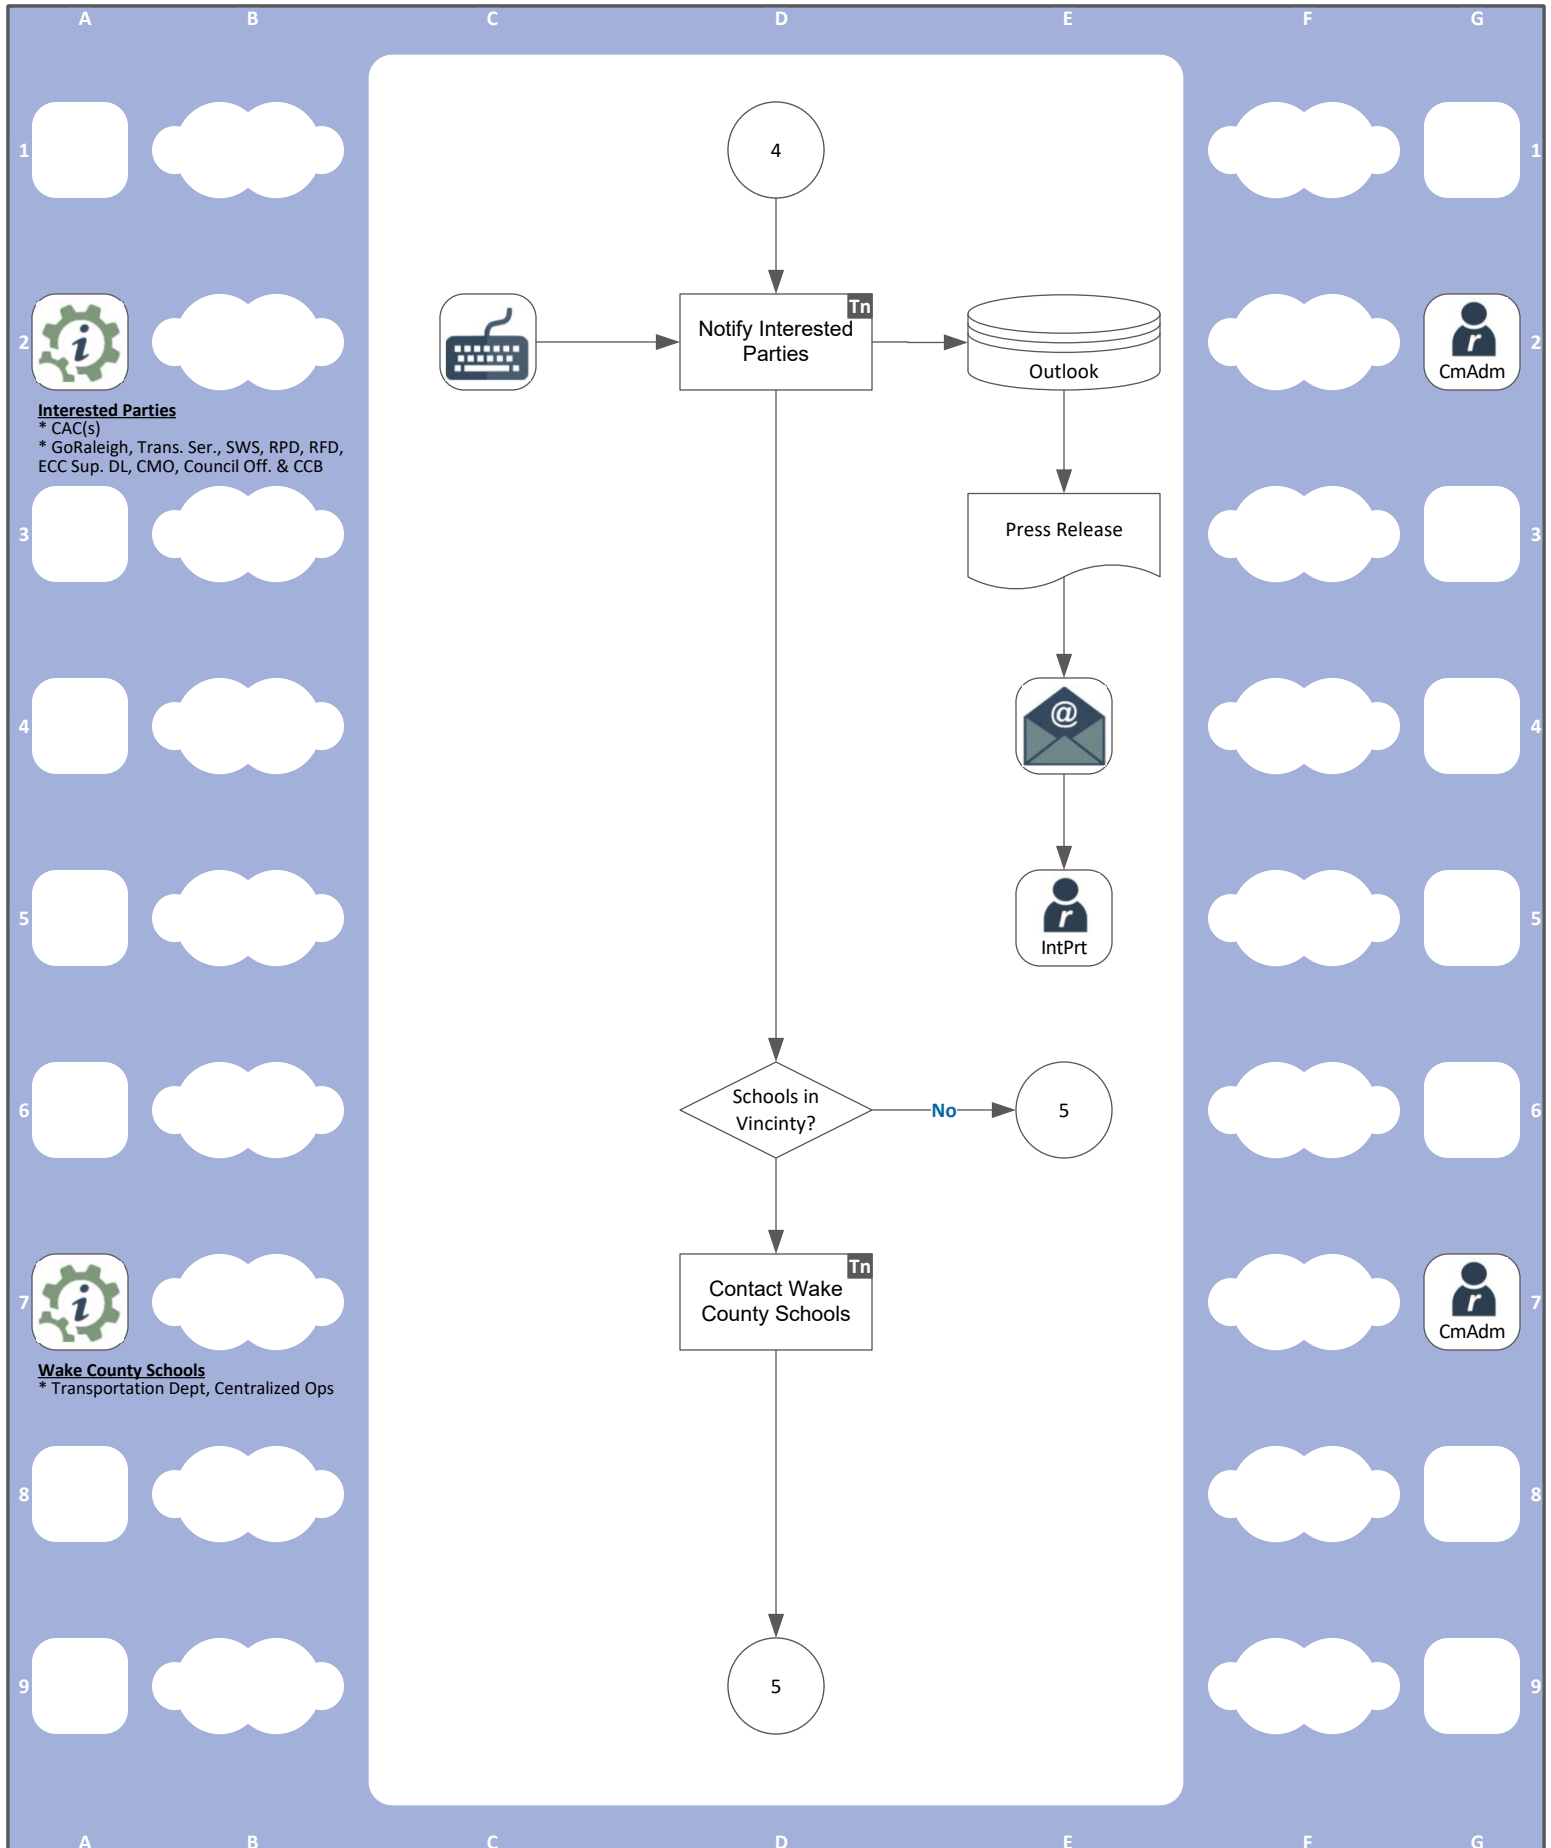 A B C D E F G
1 4 1
Tn
2 Notify Interested 2
Parties
Outlook
CmAdm
Interested Parties
* CAC(s)
* GoRaleigh, Trans. Ser., SWS, RPD, RFD,
ECC Sup. DL, CMO, Council Off. & CCB
3 Press Release 3
4 @ 4
5 r 5
IntPrt
Schools in
6 Vincinty? No 5 6
Tn
Contact Wake
7 County Schools 7
CmAdm
Wake County Schools
* Transportation Dept, Centralized Ops
8 8
9 5 9
A B C D E F G